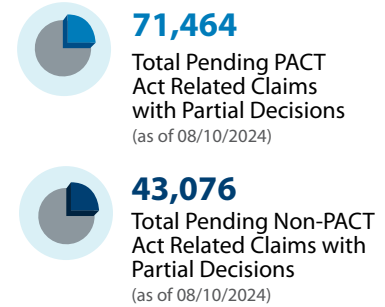 71,464
Total Pending PACT
Act Related Claims
with Partial Decisions
(as of 08/10/2024)
43,076
Total Pending Non-PACT
Act Related Claims with
Partial Decisions
(as of 08/10/2024)